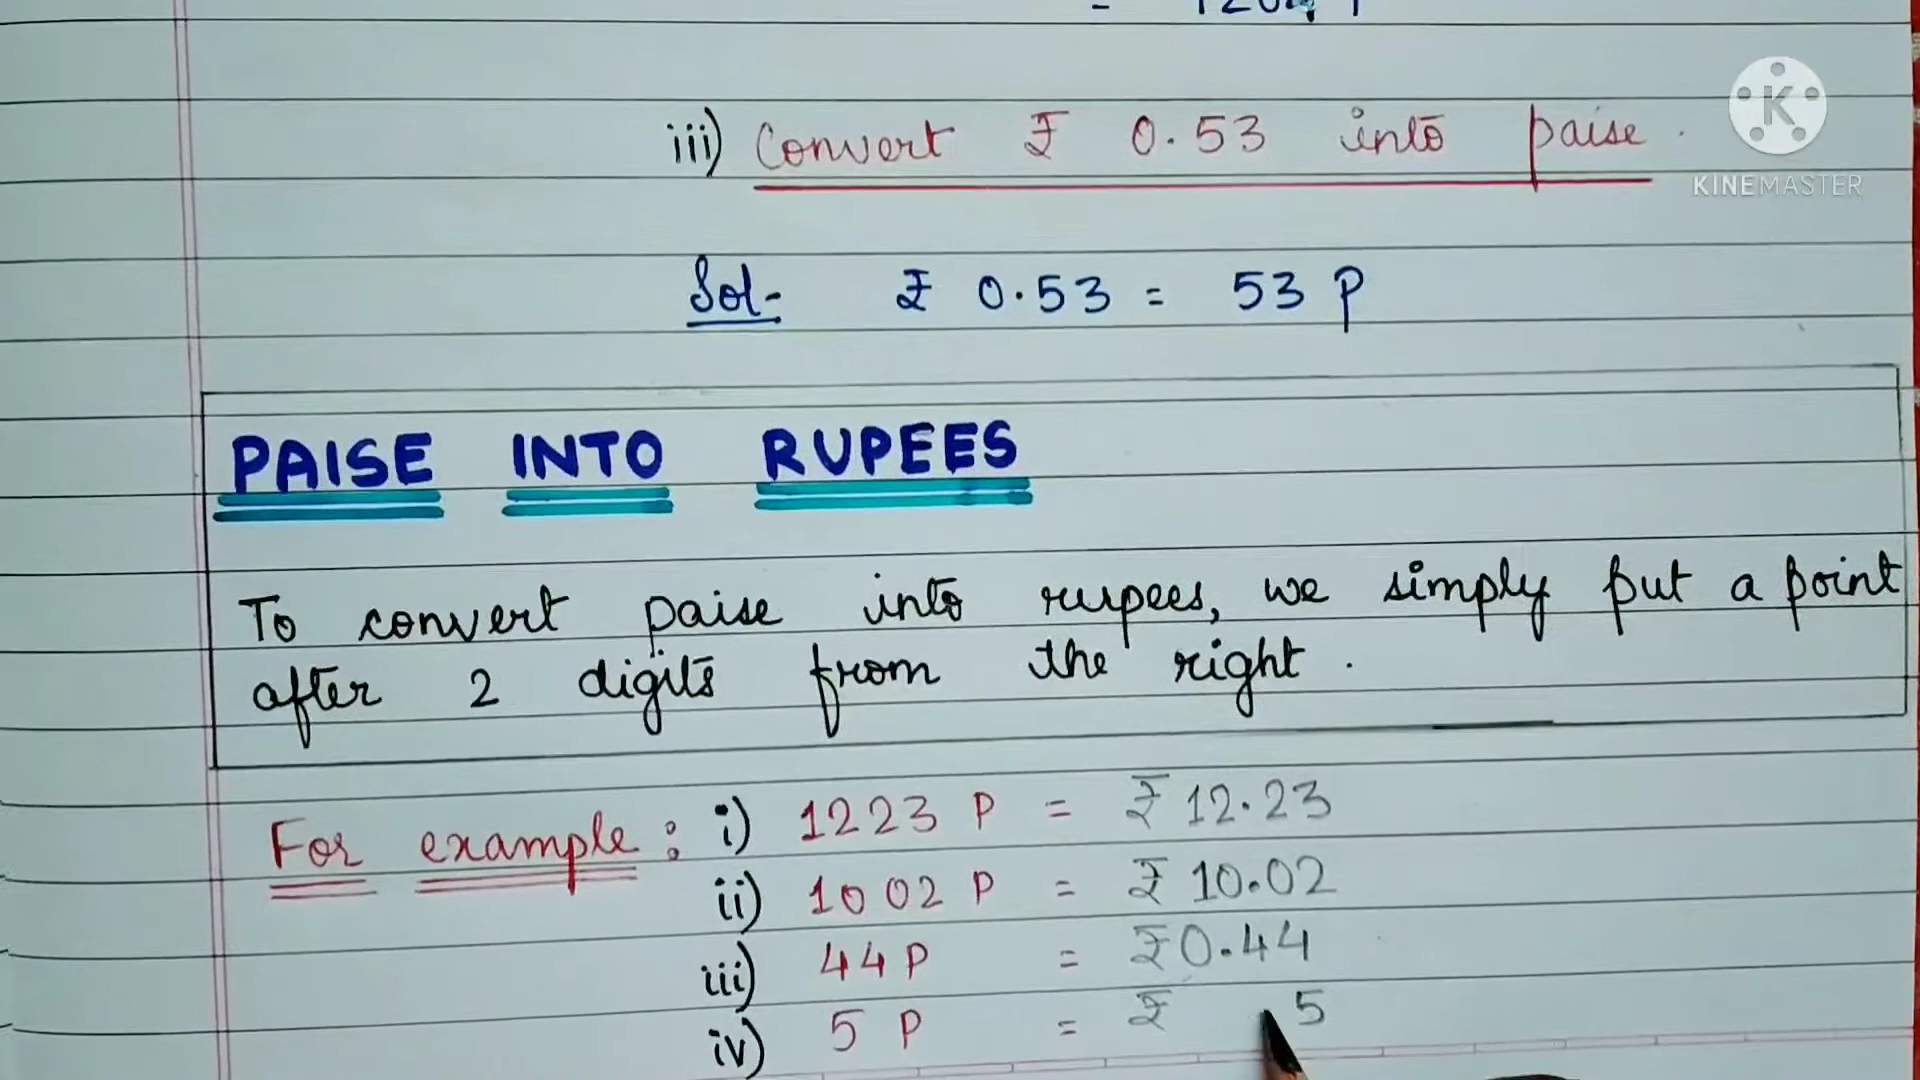 iii) Convert ₹ 0.53 into paise.
KINEMASTER
Sol- ₹ 0.53 = 53 P
PAISE INTO RUPEES
To convert paise into rupees, we simply put a point
after 2 digits from the right.
For example: i) 1223 P = ₹ 12.23
ii) 1002 P = ₹ 10.02
iii) 44 P = ₹ 0.44
iv) 5 P = ₹ 5